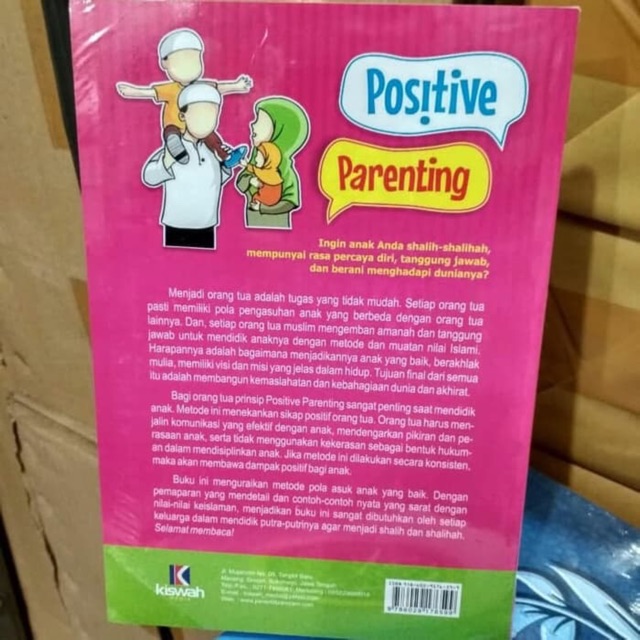 Positive
Parenting
Ingin anak Anda shalih-shalihah,
mempunyai rasa percaya diri, tanggung jawab,
dan berani menghadapi dunianya?
Menjadi orang tua adalah tugas yang tidak mudah. Setiap orang tua
pasti memiliki pola pengasuhan anak yang berbeda dengan orang tua
lainnya. Dan, setiap orang tua muslim mengemban amanah dan tanggung
jawab untuk mendidik anaknya dengan metode dan muatan nilai Islami.
Harapannya adalah bagaimana menjadikannya anak yang baik, berakhlak
mulia, memiliki visi dan misi yang jelas dalam hidup. Tujuan final dari semua
itu adalah membangun kemaslahatan dan kebahagiaan dunia dan akhirat.
Bagi orang tua prinsip Positive Parenting sangat penting saat mendidik
anak. Metode ini menekankan sikap positif orang tua. Orang tua harus men-
jalin komunikasi yang efektif dengan anak, mendengarkan pikiran dan pe-
rasaan anak, serta tidak menggunakan kekerasan sebagai bentuk hukum-
an dalam mendisiplinkan anak. Jika metode ini dilakukan secara konsisten,
maka akan membawa dampak positif bagi anak.
Buku ini menguraikan metode pola asuk anak yang baik. Dengan
pemaparan yang mendetail dan contoh-contoh nyata yang sarat dengan
nilai-nilai keislaman, menjadikan buku ini sangat dibutuhkan oleh setiap
keluarga dalam mendidik putra-putrinya agar menjadi shalih dan shalihah.
Selamat membaca!
kiswah